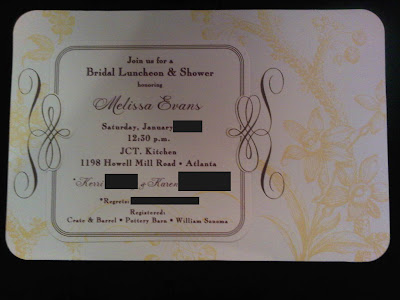 Join us for a
Bridal Luncheon & Shower
honoring
Melissa Evans
Saturday, January
12:30 p.m.
JCT. Kitchen
1198 Howell Mill Road • Atlanta
*Kerri & Karen
*Regrets:
Registered:
Crate & Barrel • Pottery Barn • William Sonoma